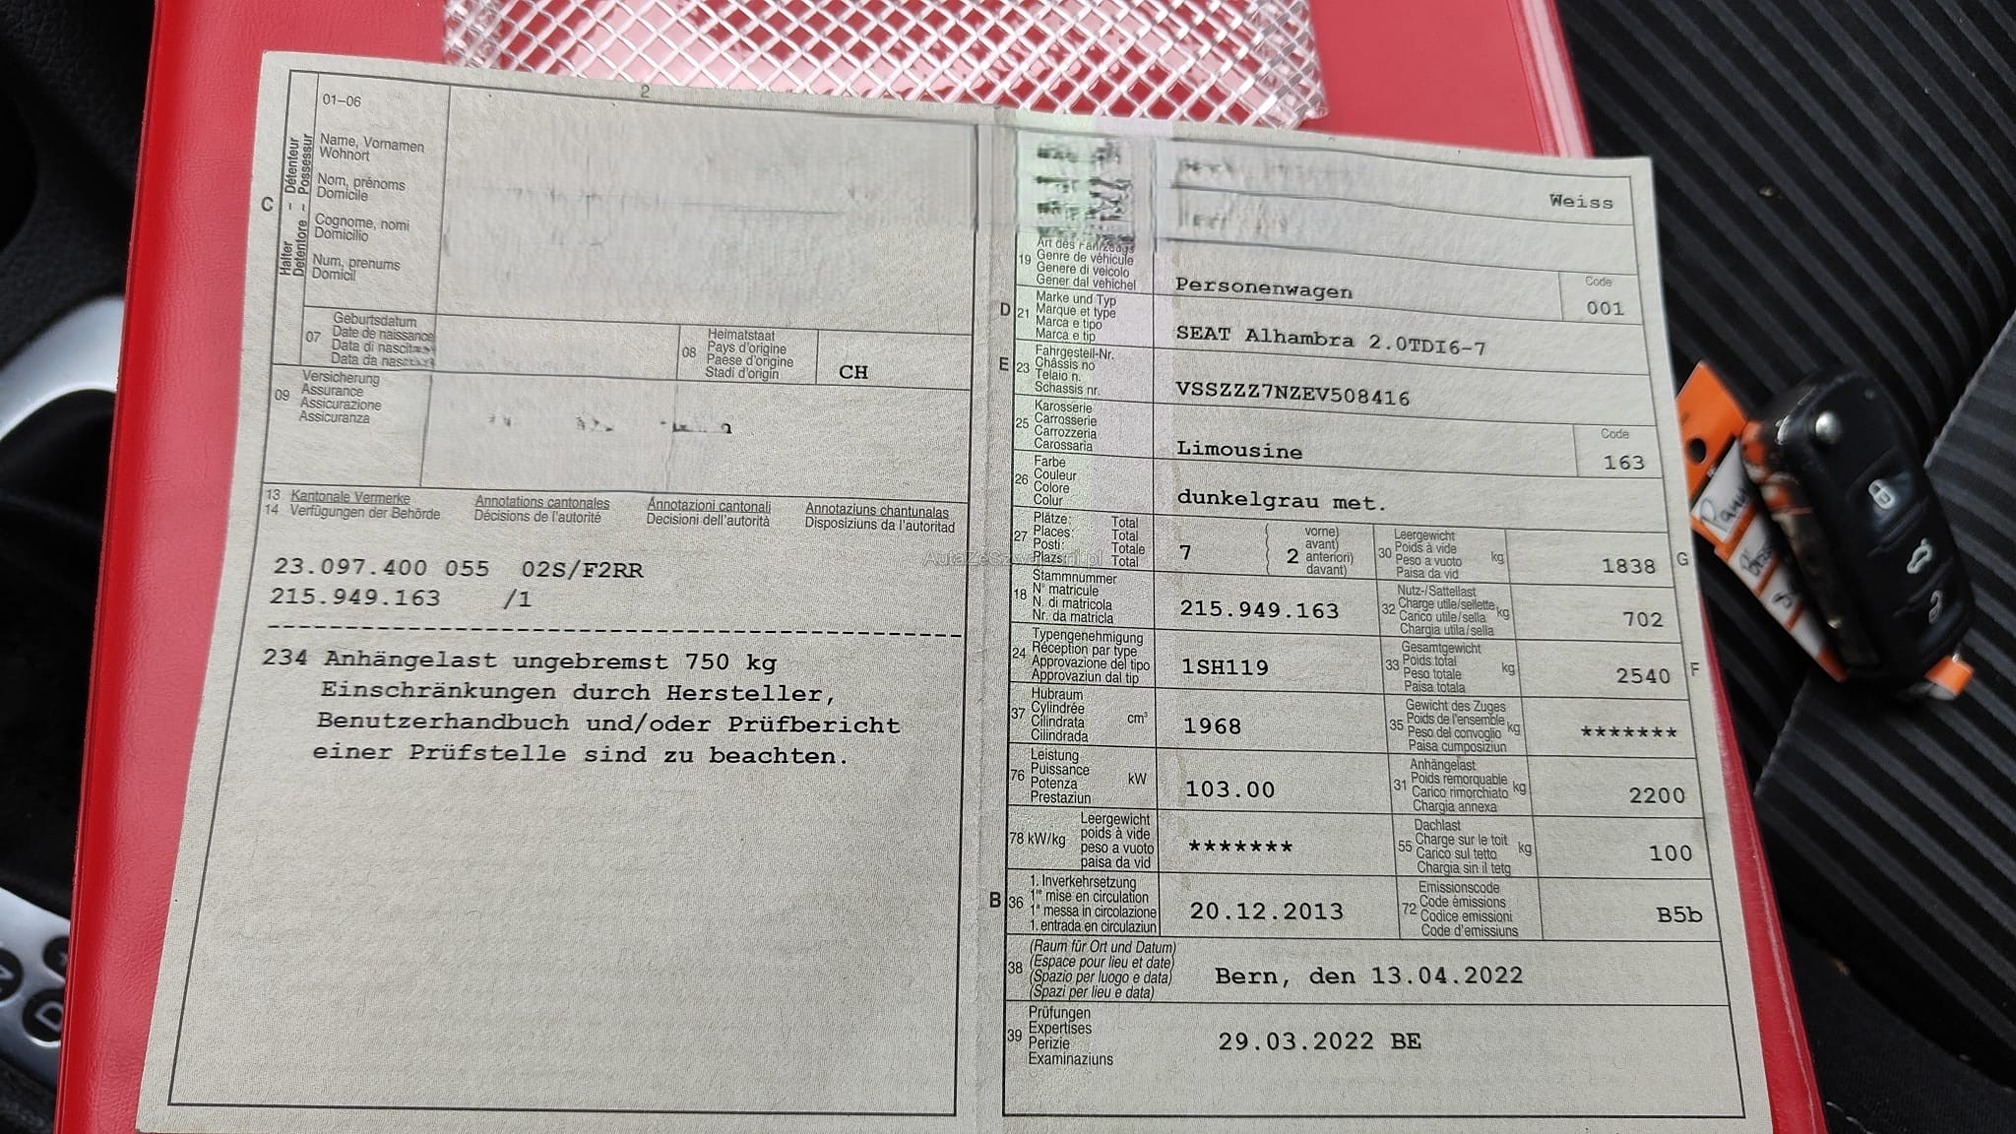 2
01-06
Name, Vornamen
Wohnort
Nom, prénoms
Domicile
Cognome, nomi
Domicilio
Num, prenums
Domicil
C
Halter – Détenteur
Detentore – Possessur
07
Geburtsdatum
Date de naissance
Data di
Data da
08
Heimatstaat
Pays d'origine
Paese d'origine
Stadi d'origin
CH
09
Versicherung
Assurance
Assicurazione
Assicuranza
13 Kantonale Vermerke Annotations cantonales Annotazioni cantonali Annotaziuns chantunalas
14 Verfügungen der Behörde Décisions de l'autorité Decisioni dell'autorità Disposiziuns da l'autoritad
23.097.400 055 02S/F2RR
215.949.163 /1
234 Anhängelast ungebremst 750 kg
Einschränkungen durch Hersteller,
Benutzerhandbuch und/oder Prüfbericht
einer Prüfstelle sind zu beachten.
Weiss
19
Art des Fahrzeugs
Genre de véhicule
Genere di veicolo
Gener dal vehichel
Personenwagen
Code
001
D
21
Marke und Typ
Marque et type
Marca e tipo
Marca e tip
SEAT Alhambra 2.0TDI6-7
E
23
Fahrgestell-Nr.
Châssis no
Telaio n.
Schassis nr.
VSSZZZ7NZEV508416
25
Karosserie
Carrosserie
Carrozzeria
Carossaria
Limousine
Code
163
26
Farbe
Couleur
Colore
Colur
dunkelgrau met.
27
Plätze: Total
Places: Total
Posti: Totale
Plazs: Total
7
2
vorne)
avant)
anteriori)
davant)
30
Leergewicht
Poids à vide kg
Peso a vuoto
Paisa da vid
1838
G
18
Stammnummer
N° matricule
N. di matricola
Nr. da matricla
215.949.163
32
Nutz-/Sattellast
Charge utile/sellette kg
Carico utile/sella
Chargia utila/sella
702
24
Typengenehmigung
Réception par type
Approvazione del tipo
Approvaziun dal tip
1SH119
33
Gesamtgewicht
Poids total kg
Peso totale
Paisa totala
2540
F
37
Hubraum
Cylindrée cm³
Cilindrata
Cilindrada
1968
35
Gewicht des Zuges
Poids de l'ensemble kg
Peso del convoglio
Paisa cumposiziun
*******
76
Leistung
Puissance kW
Potenza
Prestaziun
103.00
31
Anhängelast
Poids remorquable kg
Carico rimorchiato
Chargia annexa
2200
78 kW/kg
Leergewicht
poids à vide
peso a vuoto
paisa da vid
*******
55
Dachlast
Charge sur le toit kg
Carico sul tetto
Chargia sin il tetg
100
B
36
1. Inverkehrsetzung
1re mise en circulation
1a messa in circolazione
1. entrada en circulaziun
20.12.2013
72
Emissionscode
Code émissions
Codice emissioni
Code d'emissiuns
B5b
38
(Raum für Ort und Datum)
(Espace pour lieu et date)
(Spazio per luogo e data)
(Spazi per lieu e data)
Bern, den 13.04.2022
39
Prüfungen
Expertises
Perizie
Examinaziuns
29.03.2022 BE